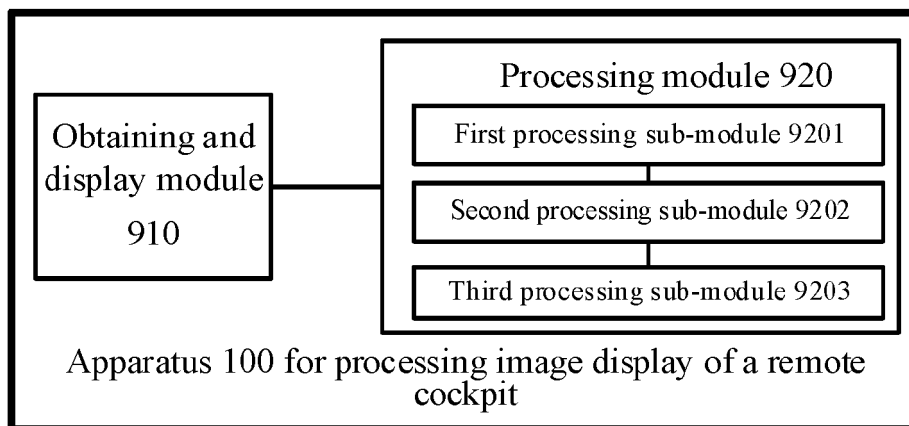 Obtaining and
display module
910
Processing module 920
First processing sub-module 9201
Second processing sub-module 9202
Third processing sub-module 9203
Apparatus 100 for processing image display of a remote
cockpit